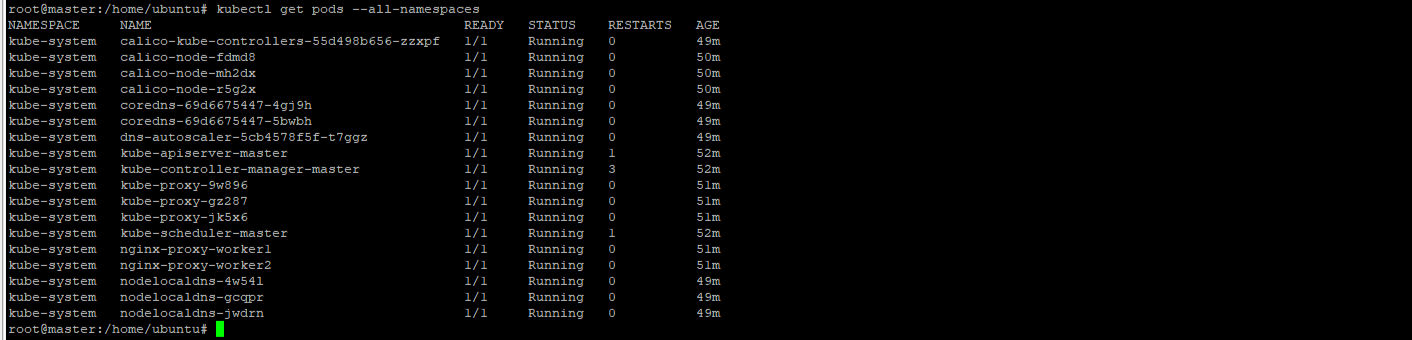 root@master:/home/ubuntu# kubectl get pods --all-namespaces
NAMESPACE     NAME                                       READY   STATUS    RESTARTS   AGE
kube-system   calico-kube-controllers-55d498b656-zzxpf   1/1     Running   0          49m
kube-system   calico-node-fdmd8                          1/1     Running   0          50m
kube-system   calico-node-mh2dx                          1/1     Running   0          50m
kube-system   calico-node-r5g2x                          1/1     Running   0          50m
kube-system   coredns-69d6675447-4gj9h                   1/1     Running   0          49m
kube-system   coredns-69d6675447-5bwbh                   1/1     Running   0          49m
kube-system   dns-autoscaler-5cb4578f5f-t7ggz            1/1     Running   0          49m
kube-system   kube-apiserver-master                      1/1     Running   1          52m
kube-system   kube-controller-manager-master             1/1     Running   3          52m
kube-system   kube-proxy-9w896                           1/1     Running   0          51m
kube-system   kube-proxy-gz287                           1/1     Running   0          51m
kube-system   kube-proxy-jk5x6                           1/1     Running   0          51m
kube-system   kube-scheduler-master                      1/1     Running   1          52m
kube-system   nginx-proxy-worker1                        1/1     Running   0          51m
kube-system   nginx-proxy-worker2                        1/1     Running   0          51m
kube-system   nodelocaldns-4w54l                         1/1     Running   0          49m
kube-system   nodelocaldns-gcqpr                         1/1     Running   0          49m
kube-system   nodelocaldns-jwdrn                         1/1     Running   0          49m
root@master:/home/ubuntu#